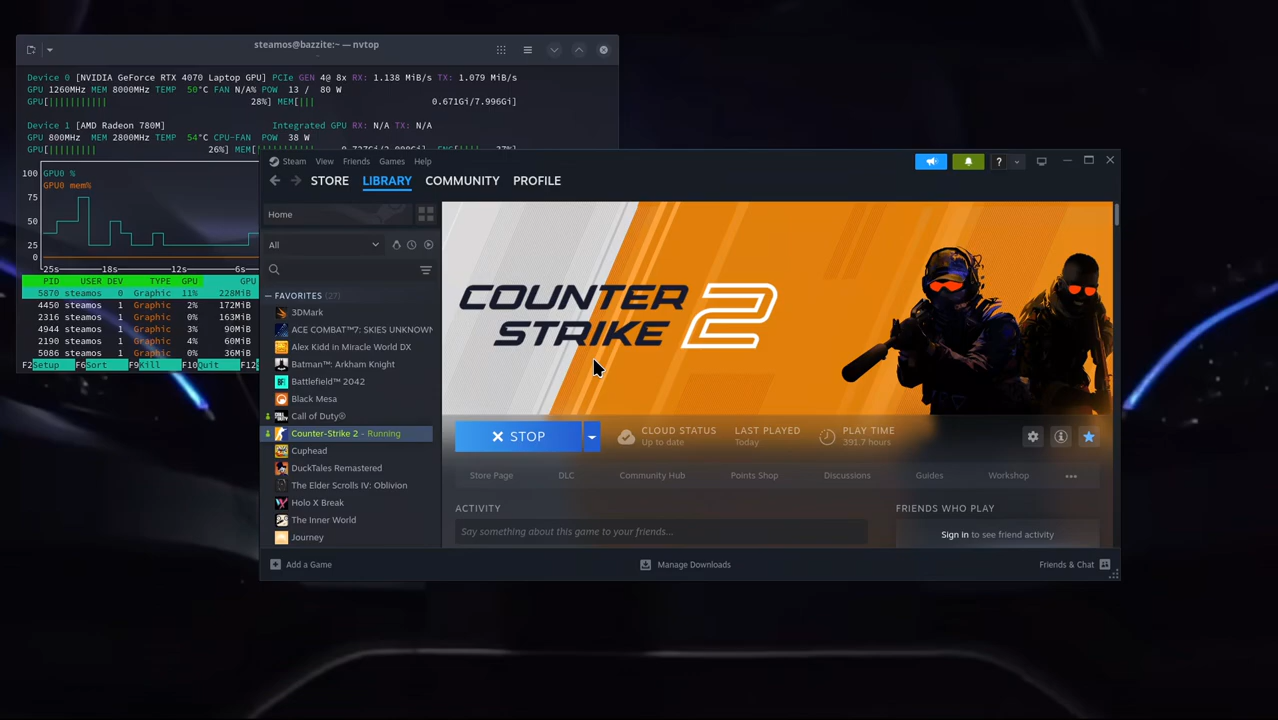 steamos@bazzite:~ — nvtop
Device 0 [NVIDIA GeForce RTX 4070 Laptop GPU] PCIe GEN 4@ 8x RX: 1.138 MiB/s TX: 1.079 MiB/s
GPU 1260MHz MEM 8000MHz TEMP 50°C FAN N/A% POW 13 / 80 W
GPU[||||||||||| 28%] MEM[||| 0.671Gi/7.996Gi]
Device 1 [AMD Radeon 780M] Integrated GPU RX: N/A TX: N/A
GPU 800MHz MEM 2800MHz TEMP 54°C CPU-FAN POW 38 W
GPU[||||||||| 26%] MEM[
100 GPU0 %
GPU0 mem%
75
50
25
0
25s 18s 12s 6s
PID USER DEV TYPE GPU GPU
5870 steamos 0 Graphic 11% 228MiB
4450 steamos 1 Graphic 2% 172MiB
2316 steamos 1 Graphic 0% 163MiB
4944 steamos 1 Graphic 3% 90MiB
2190 steamos 1 Graphic 4% 60MiB
5086 steamos 1 Graphic 0% 36MiB
F2Setup F6Sort F9Kill F10Quit F12
Steam View Friends Games Help
?
STORE LIBRARY COMMUNITY PROFILE
Home
All
FAVORITES (27)
3DMark
ACE COMBAT™7: SKIES UNKNOWN
Alex Kidd in Miracle World DX
Batman™: Arkham Knight
Battlefield™ 2042
Black Mesa
Call of Duty®
Counter-Strike 2 - Running
Cuphead
DuckTales Remastered
The Elder Scrolls IV: Oblivion
Holo X Break
The Inner World
Journey
COUNTER
STRIKE 2
STOP
CLOUD STATUS
Up to date
LAST PLAYED
Today
PLAY TIME
391.7 hours
Store Page DLC Community Hub Points Shop Discussions Guides Workshop
ACTIVITY
Say something about this game to your friends...
FRIENDS WHO PLAY
Sign in to see friend activity
Add a Game
Manage Downloads
Friends & Chat